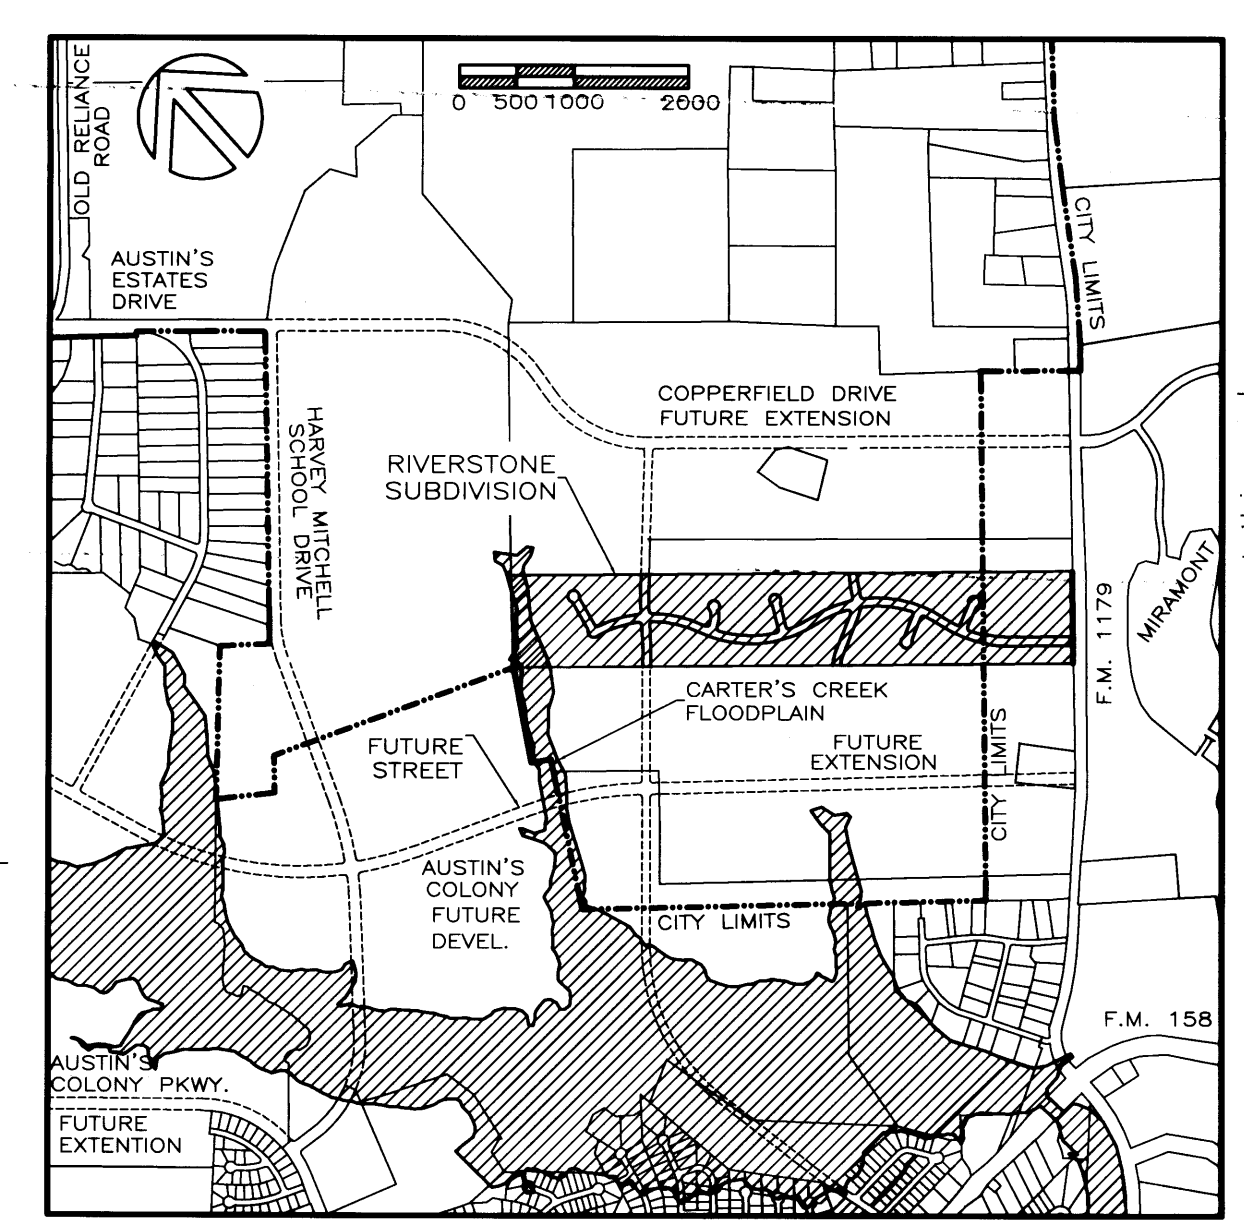 OLD RELIANCE
ROAD
0 500 1000 2000
AUSTIN'S
ESTATES
DRIVE
CITY LIMITS
COPPERFIELD DRIVE
FUTURE EXTENSION
HARVEY MITCHELL
SCHOOL DRIVE
RIVERSTONE
SUBDIVISION
F.M. 1179
MIRAMONT
CARTER'S CREEK
FLOODPLAIN
FUTURE
STREET
FUTURE
EXTENSION
CITY LIMITS
AUSTIN'S
COLONY
FUTURE
DEVEL.
CITY LIMITS
F.M. 158
AUSTIN'S
COLONY PKWY.
FUTURE
EXTENTION